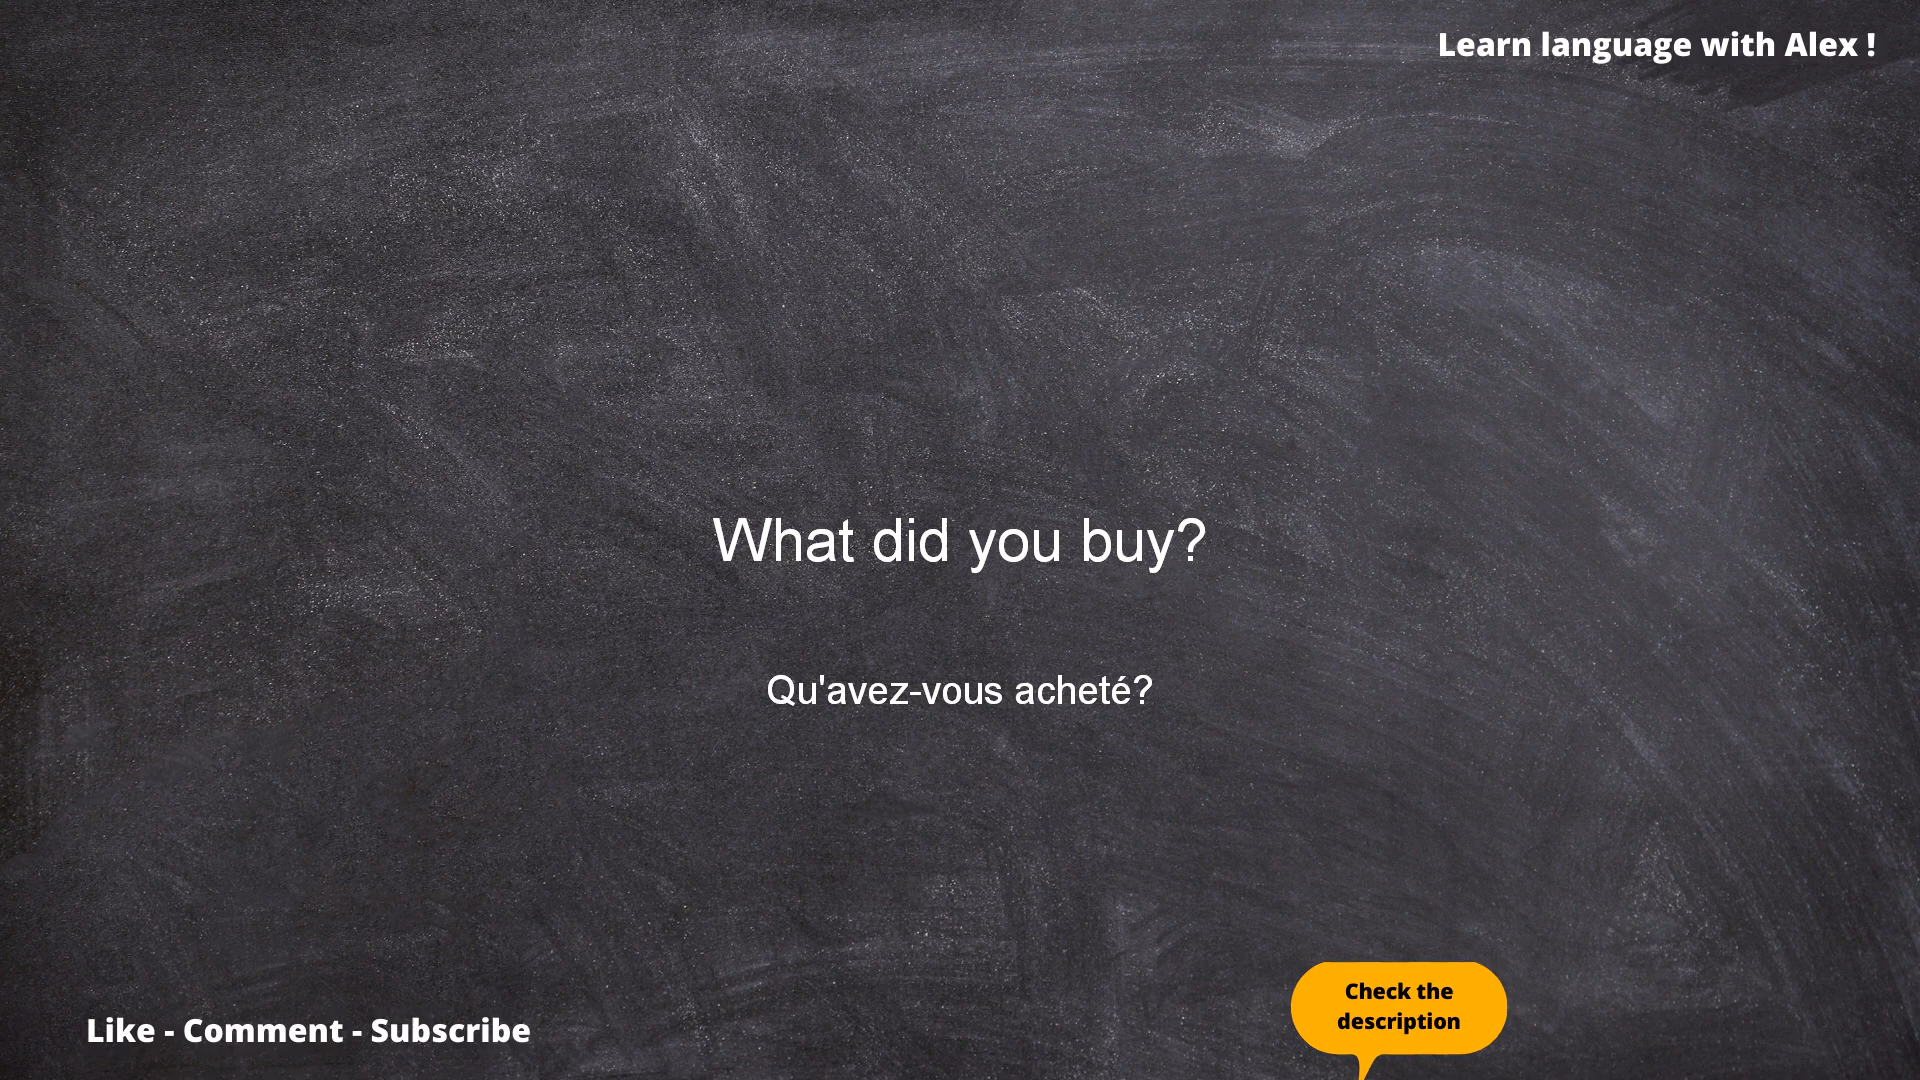 Learn language with Alex !
What did you buy?
Qu'avez-vous acheté?
Check the
description
Like - Comment - Subscribe